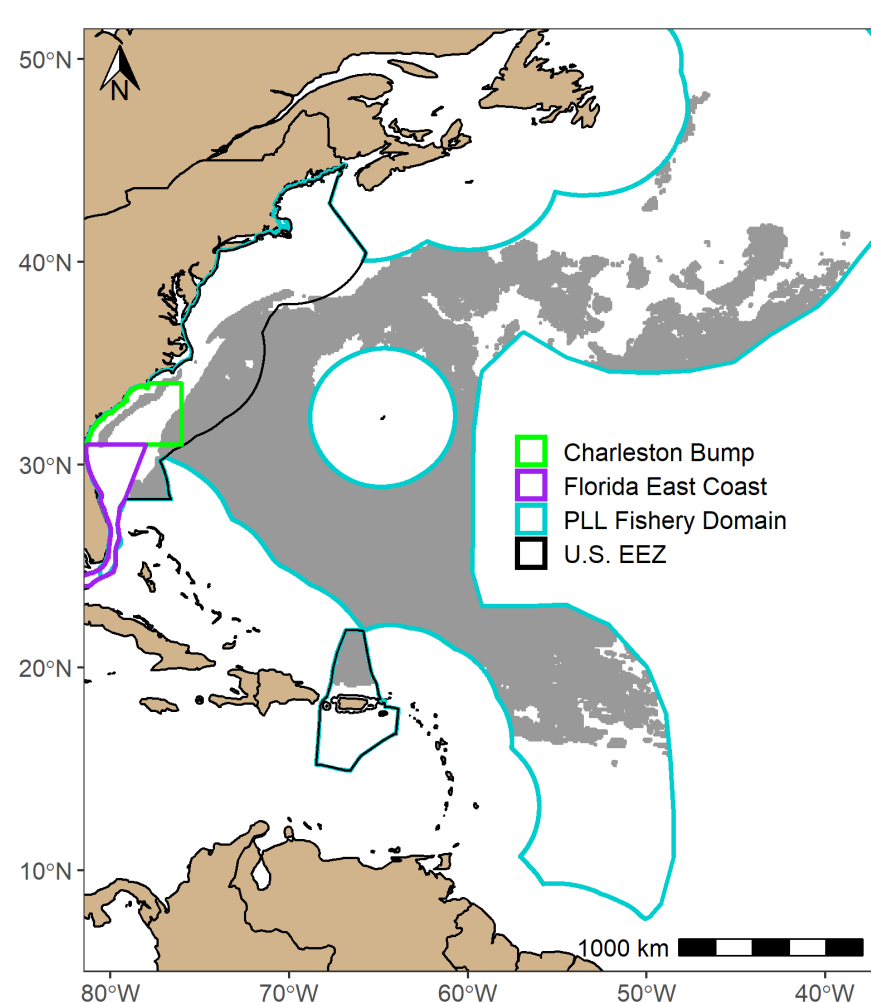 50°N
N
40°N
30°N
20°N
10°N
Charleston Bump
Florida East Coast
PLL Fishery Domain
U.S. EEZ
1000 km
80°W 70°W 60°W 50°W 40°W